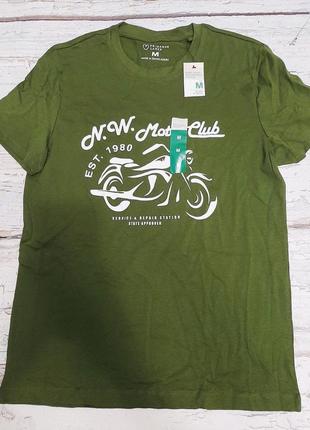 M
M
N.W. Moto Club
EST. 1980
M
M
M
SERVICE & REPAIR STATION
STATE APPROVED